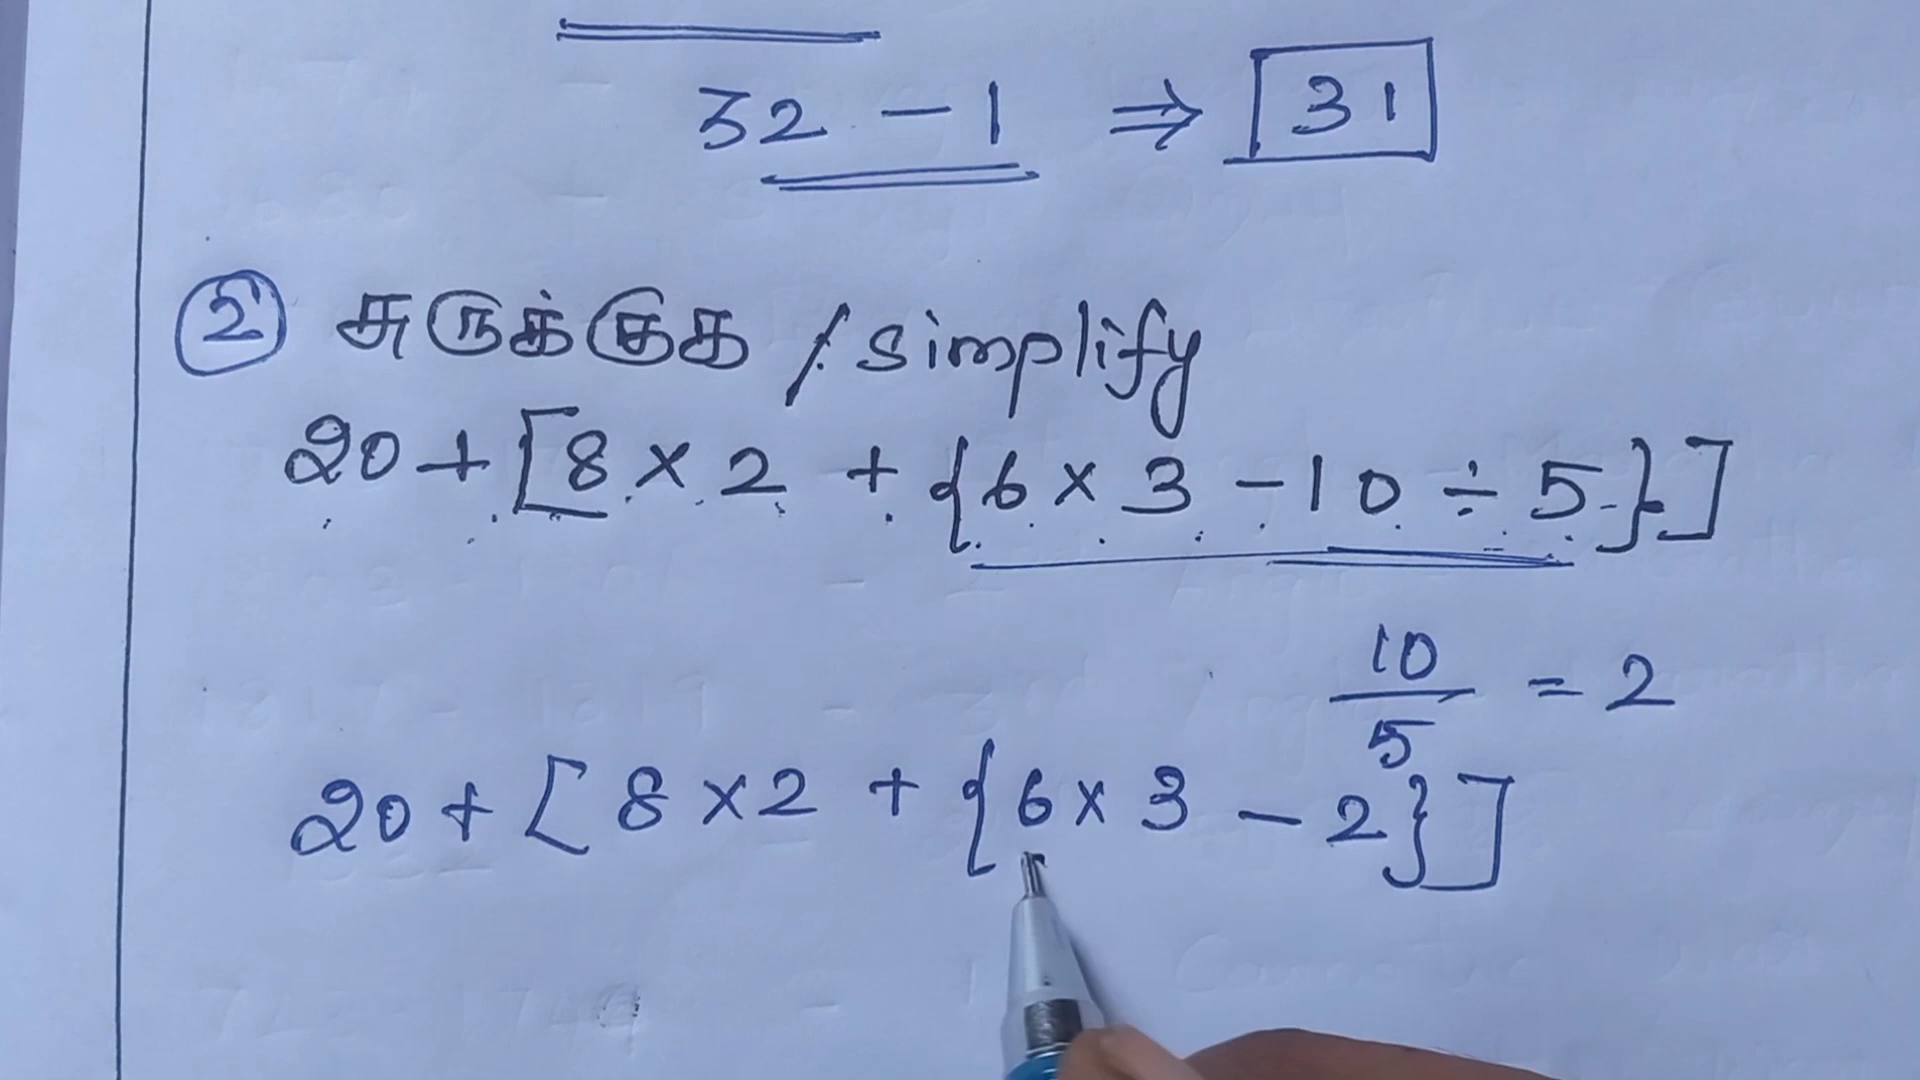 32 - 1 ⇒ 31
② சுருக்குக / simplify
20 + [8 × 2 + {6 × 3 - 10 ÷ 5}]
10/5 = 2
20 + [8 × 2 + {6 × 3 - 2}]